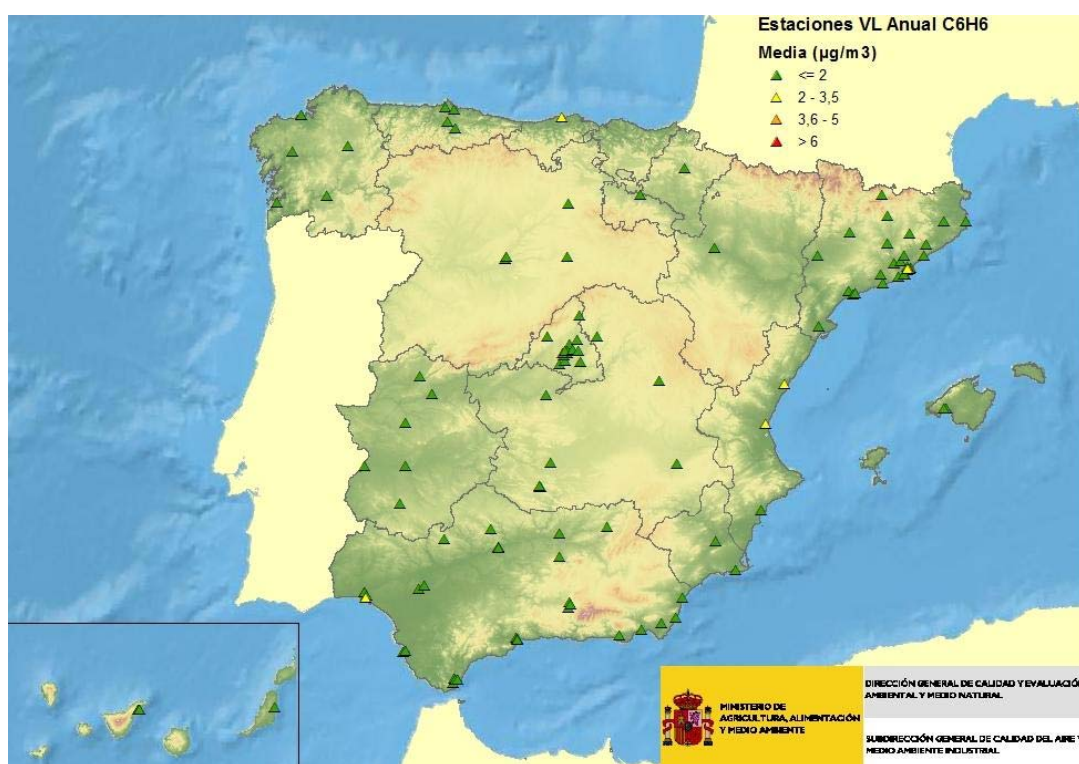 Estaciones VL Anual C6H6
Media (µg/m3)
<= 2
2 - 3,5
3,6 - 5
> 6
MINISTERIO DE
AGRICULTURA, ALIMENTACIÓN
Y MEDIO AMBIENTE
DIRECCIÓN GENERAL DE CALIDAD Y EVALUACIÓN
AMBIENTAL Y MEDIO NATURAL
SUBDIRECCIÓN GENERAL DE CALIDAD DEL AIRE Y
MEDIO AMBIENTE INDUSTRIAL